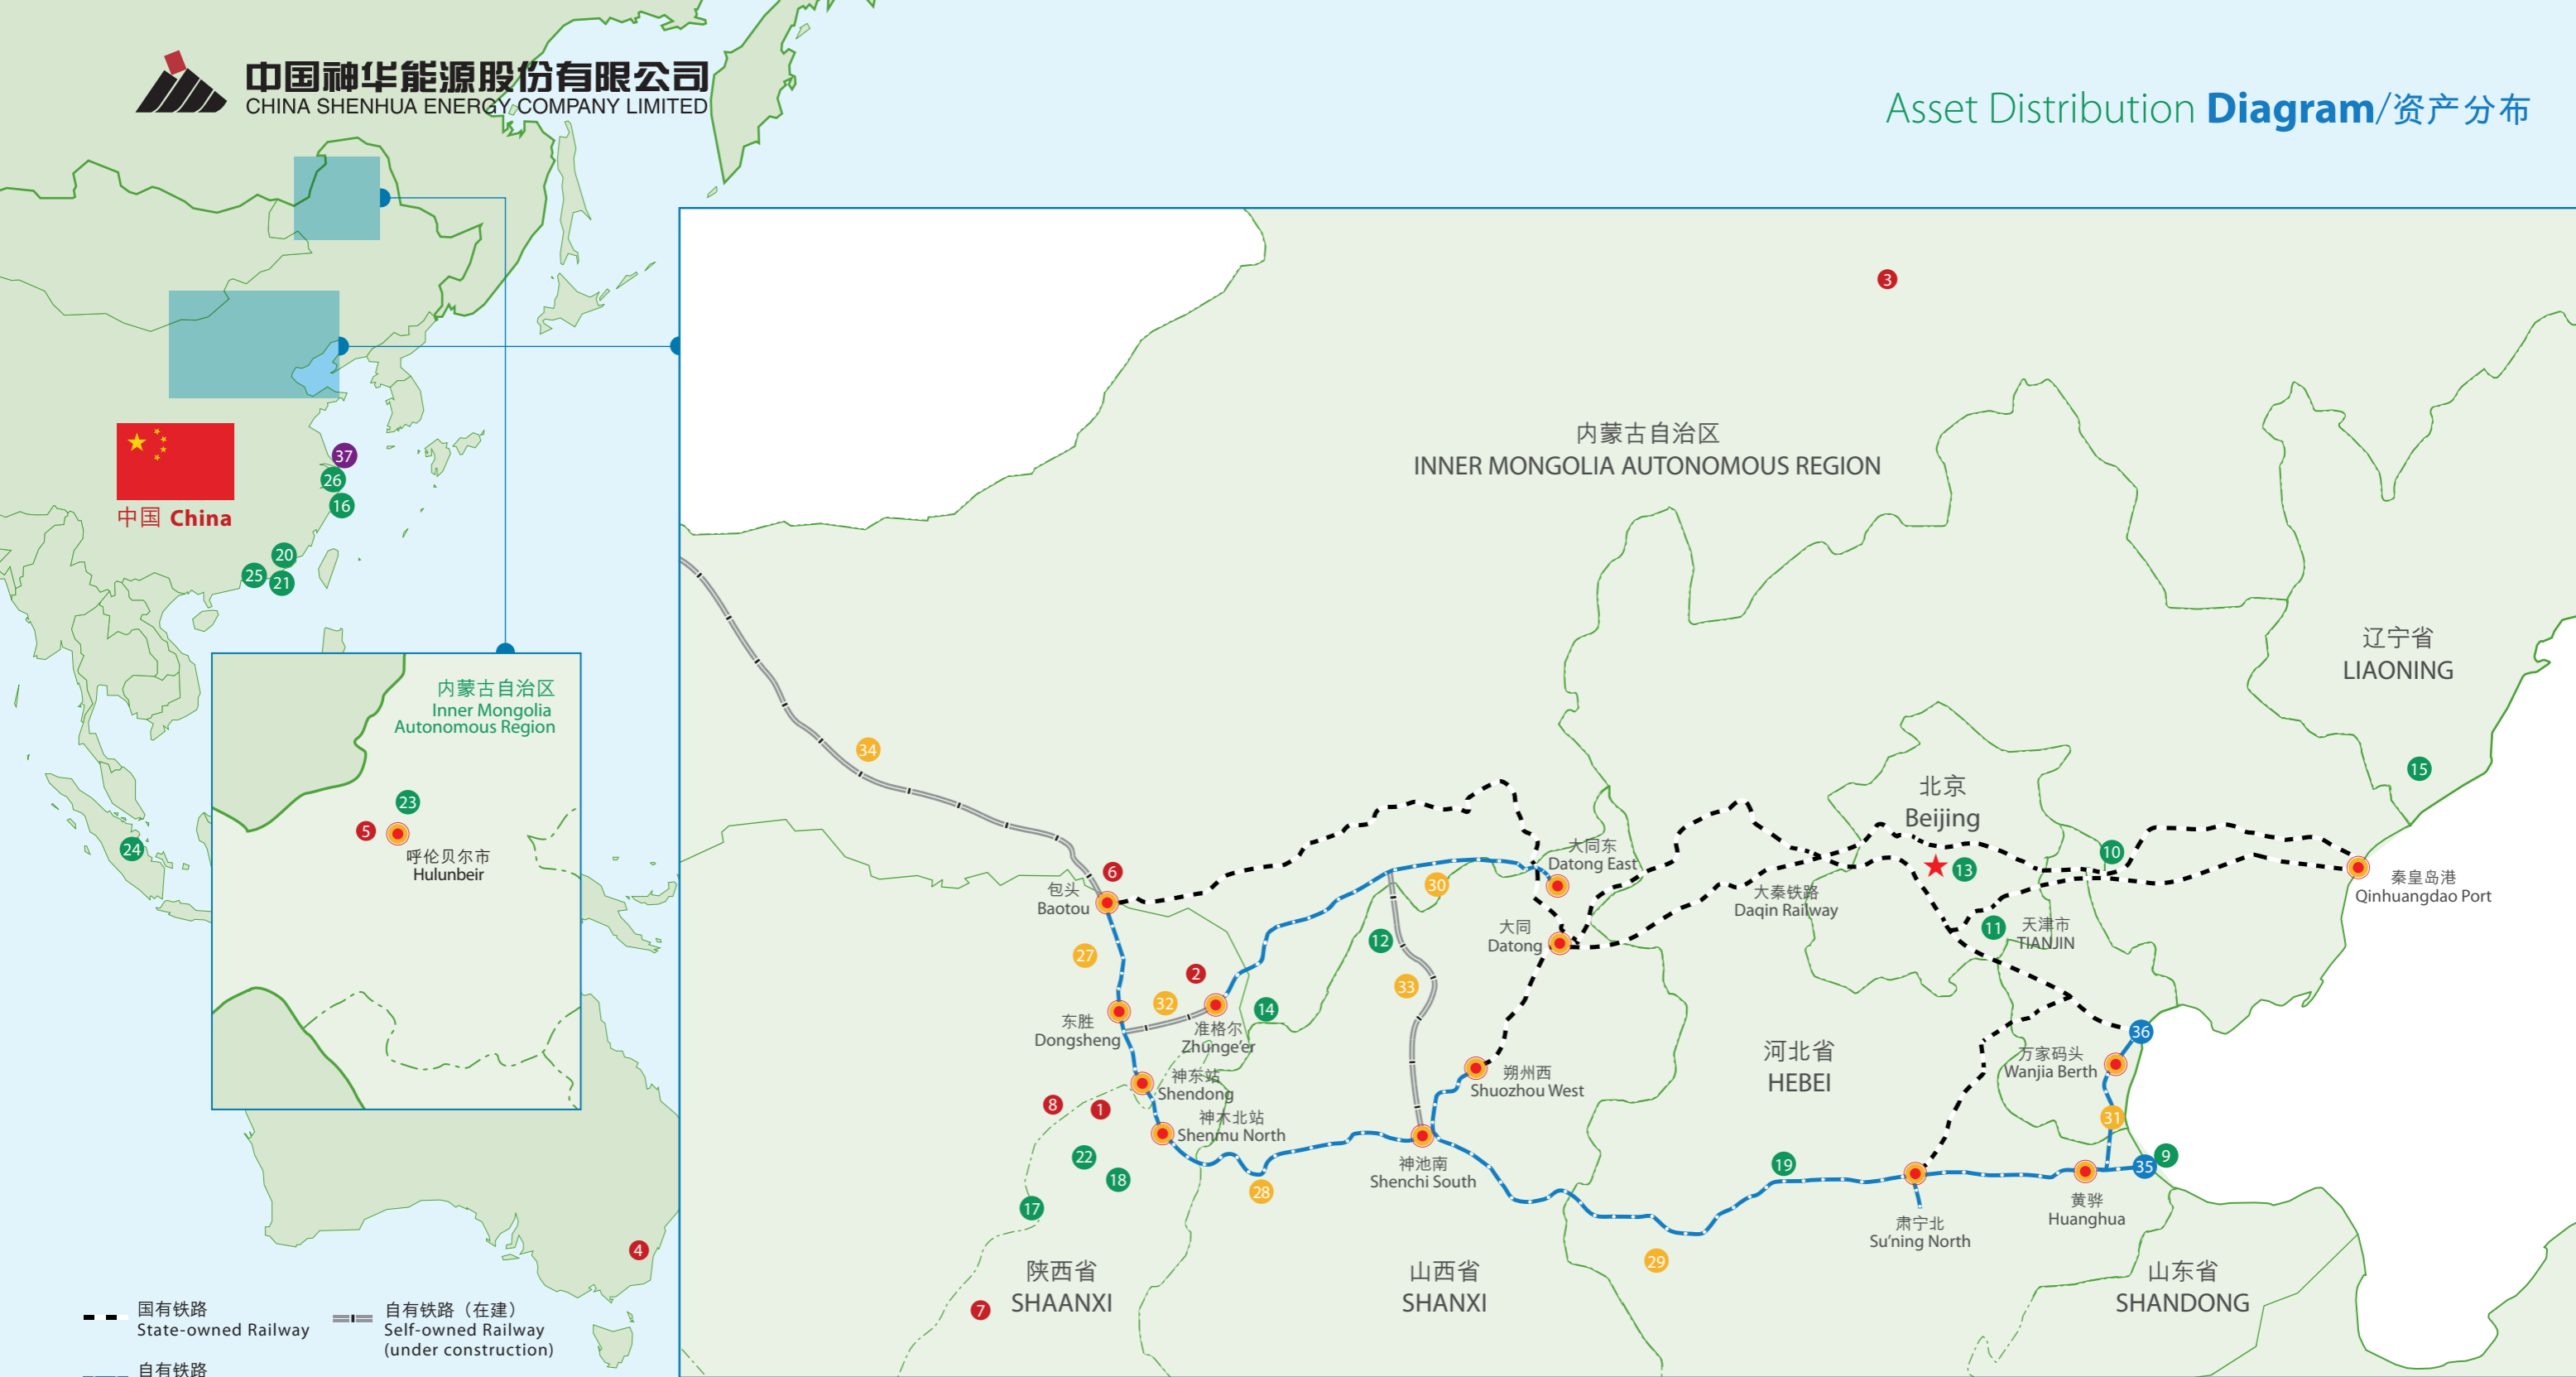 中国神华能源股份有限公司
CHINA SHENHUA ENERGY COMPANY LIMITED
Asset Distribution Diagram/资产分布
3
内蒙古自治区
INNER MONGOLIA AUTONOMOUS REGION
37
26
16
中国 China
20
25
21
辽宁省
LIAONING
内蒙古自治区
Inner Mongolia
Autonomous Region
34
15
23
5
呼伦贝尔市
Hulunbeir
24
北京
Beijing
13
10
大同东
Datong East
30
6
包头
Baotou
大秦铁路
Daqin Railway
秦皇岛港
Qinhuangdao Port
大同
Datong
12
11
天津市
TIANJIN
27
2
33
32
14
东胜
Dongsheng
准格尔
Zhunge'er
36
万家码头
Wanjia Berth
河北省
HEBEI
朔州西
Shuozhou West
神东站
Shendong
8
1
神木北站
Shenmu North
31
22
18
17
28
神池南
Shenchi South
19
9
35
黄骅
Huanghua
肃宁北
Su'ning North
4
29
7
陕西省
SHAANXI
山西省
SHANXI
山东省
SHANDONG
国有铁路
State-owned Railway
自有铁路（在建）
Self-owned Railway
(under construction)
自有铁路